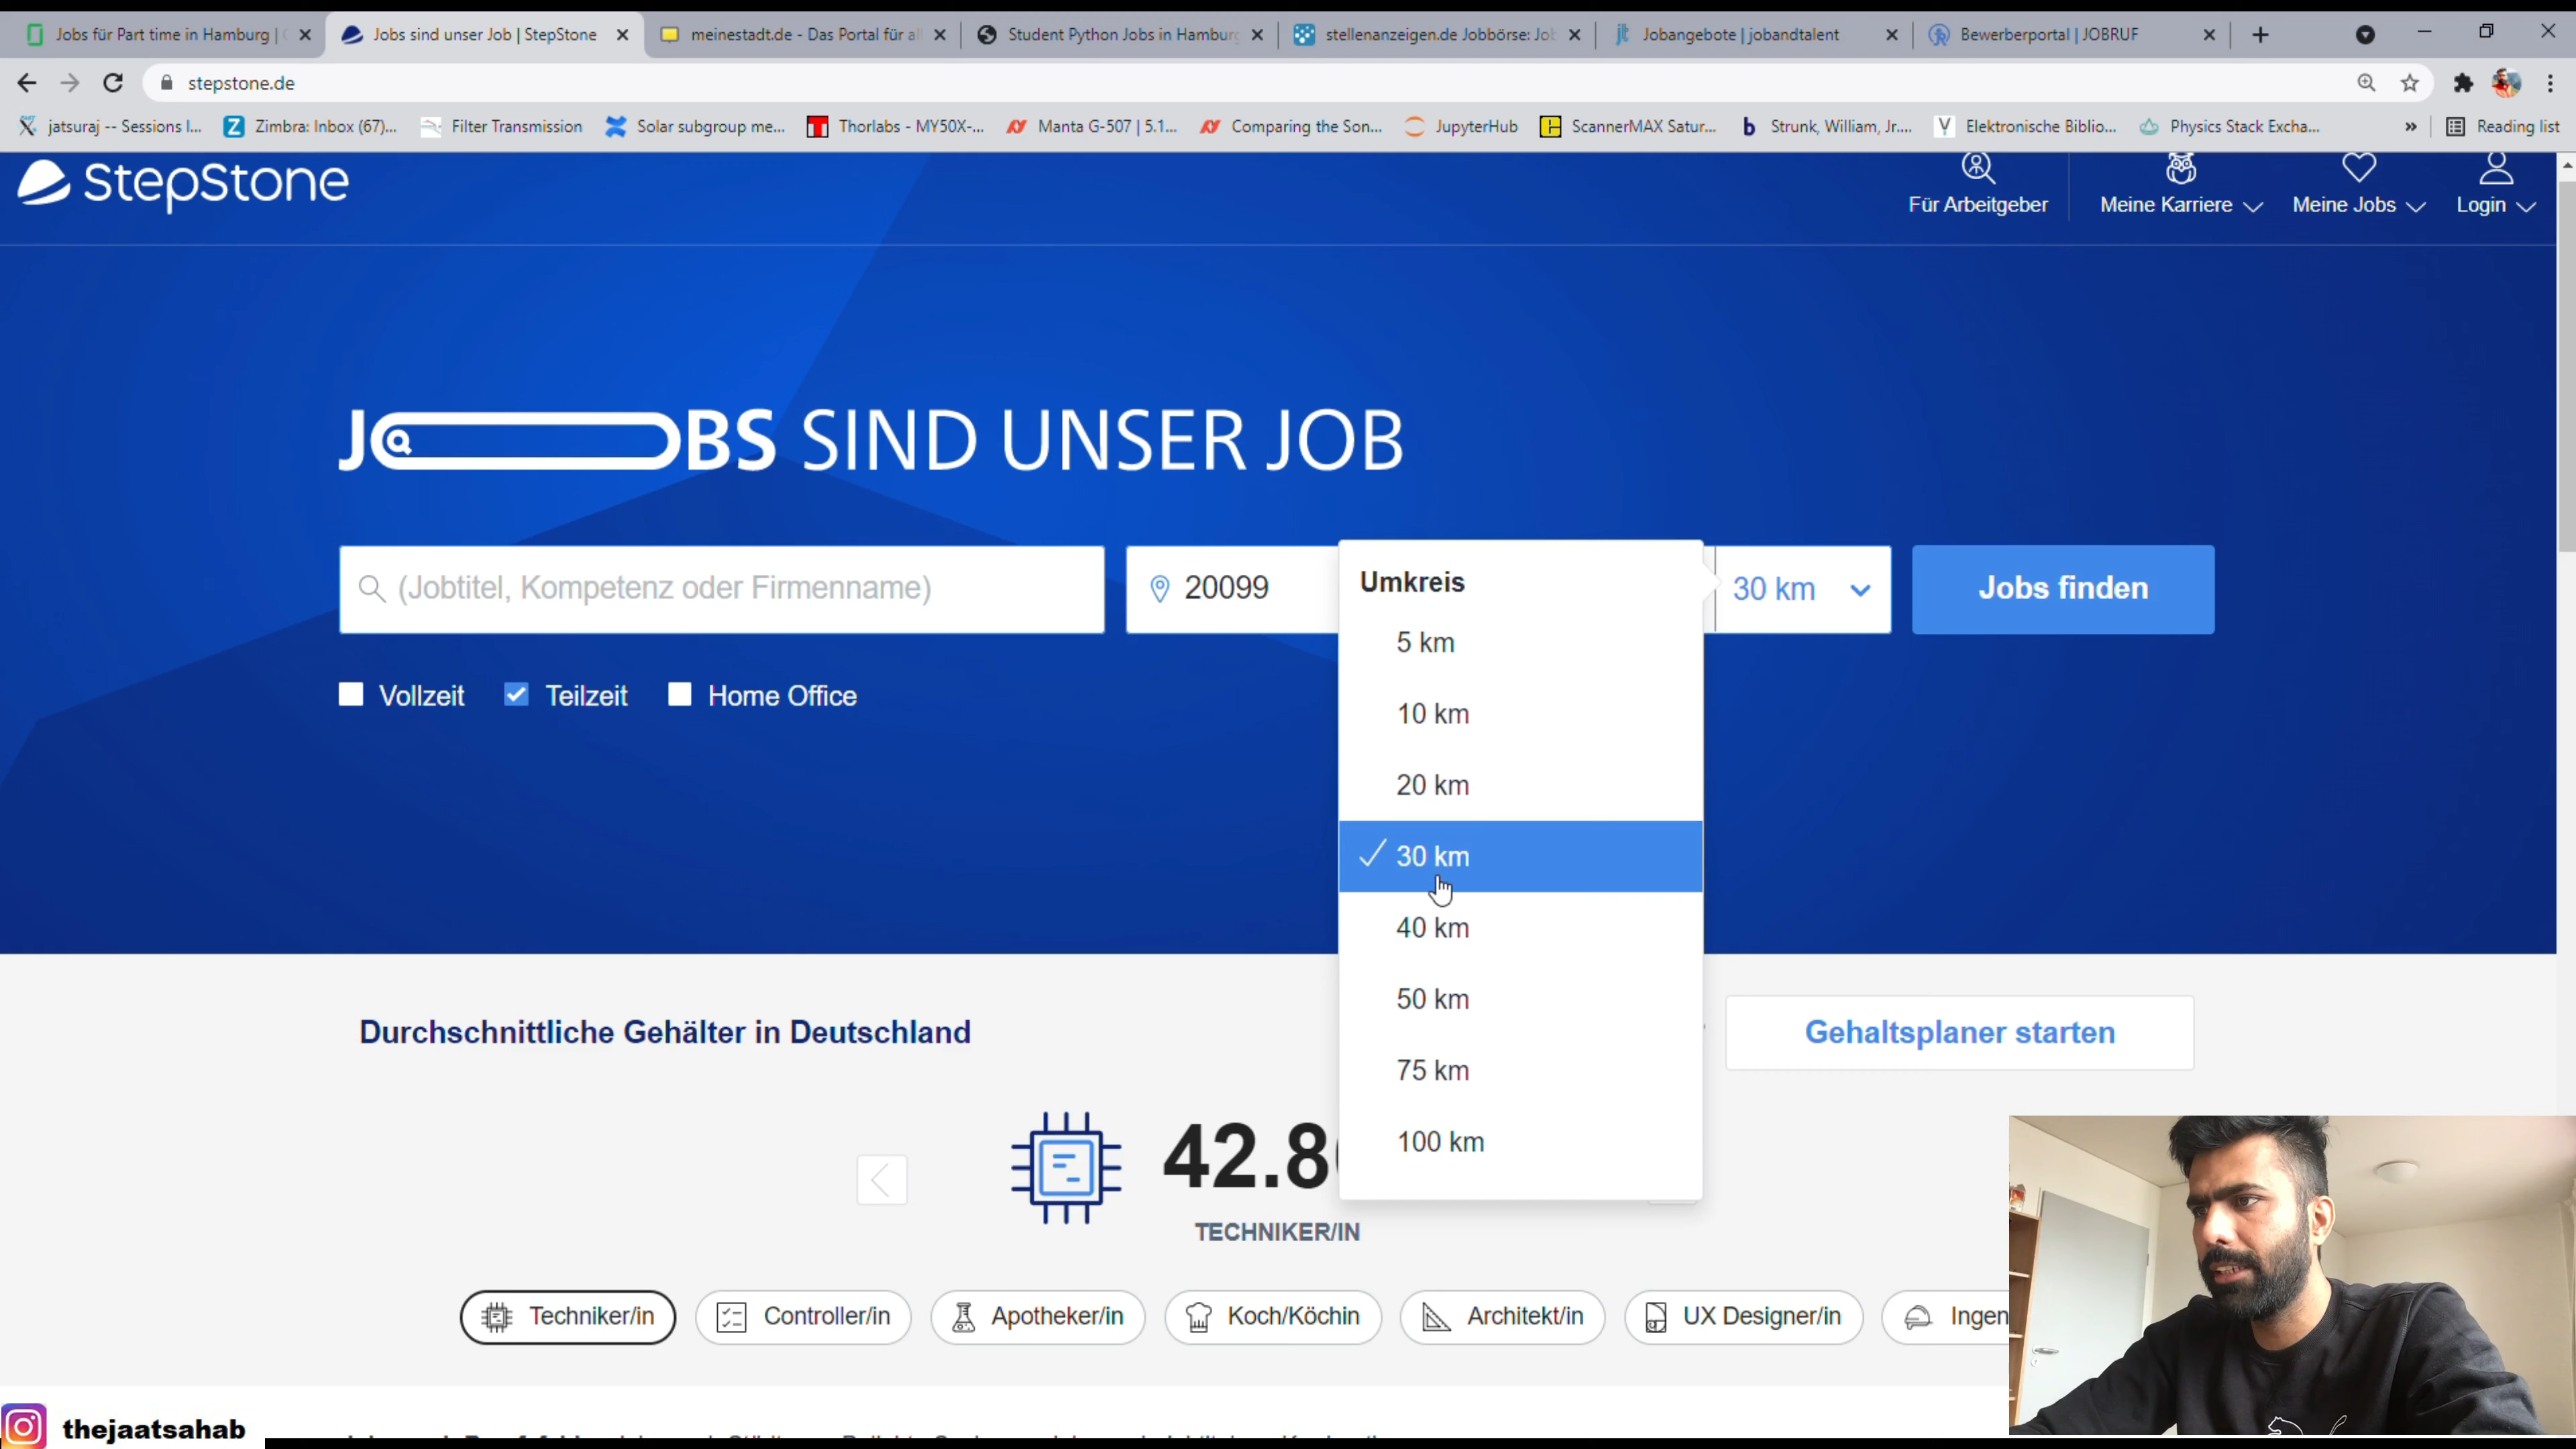 Jobs für Part time in Hamburg |
Jobs sind unser Job | StepStone
meinestadt.de - Das Portal für al
Student Python Jobs in Hamburg
stellenanzeigen.de Jobbörse: Job
jt Jobangebote | jobandtalent
Bewerberportal | JOBRUF
stepstone.de
jatsuraj -- Sessions I...
Zimbra: Inbox (67)...
Filter Transmission
Solar subgroup me...
Thorlabs - MY50X-...
Manta G-507 | 5.1...
Comparing the Son...
JupyterHub
ScannerMAX Satur...
Strunk, William, Jr....
Elektronische Biblio...
Physics Stack Excha...
»
Reading list
StepStone
Für Arbeitgeber
Meine Karriere
Meine Jobs
Login
JOBS SIND UNSER JOB
(Jobtitel, Kompetenz oder Firmenname)
20099
30 km
Jobs finden
Vollzeit
Teilzeit
Home Office
Umkreis
5 km
10 km
20 km
30 km
40 km
50 km
75 km
100 km
Durchschnittliche Gehälter in Deutschland
Gehaltsplaner starten
42.8
TECHNIKER/IN
Techniker/in
Controller/in
Apotheker/in
Koch/Köchin
Architekt/in
UX Designer/in
Ingen
thejaatsahab